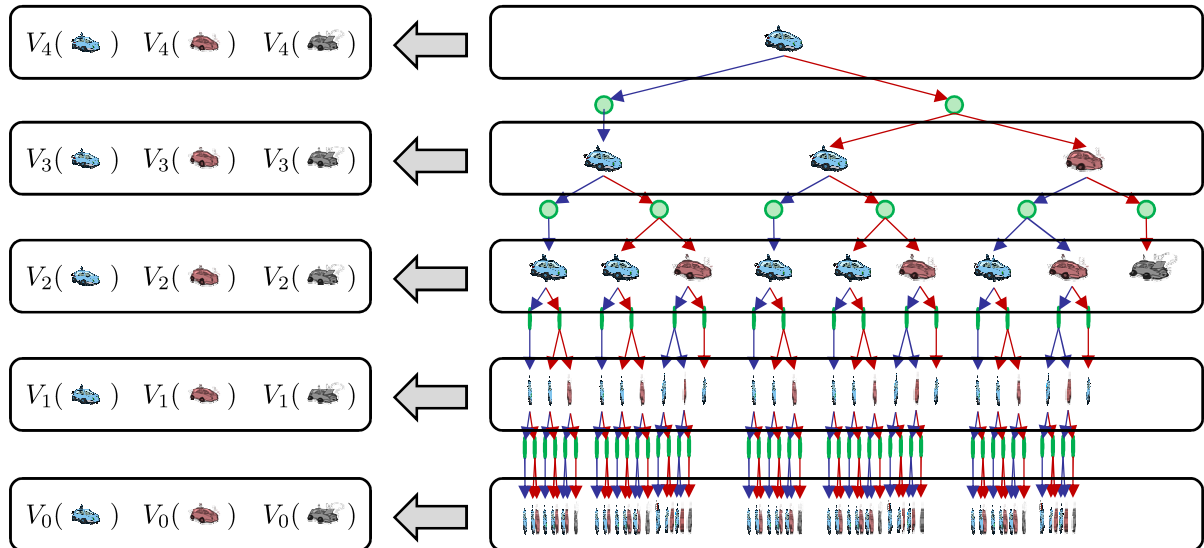 V₄( ) V₄( ) V₄( )
V₃( ) V₃( ) V₃( )
V₂( ) V₂( ) V₂( )
V₁( ) V₁( ) V₁( )
V₀( ) V₀( ) V₀( )